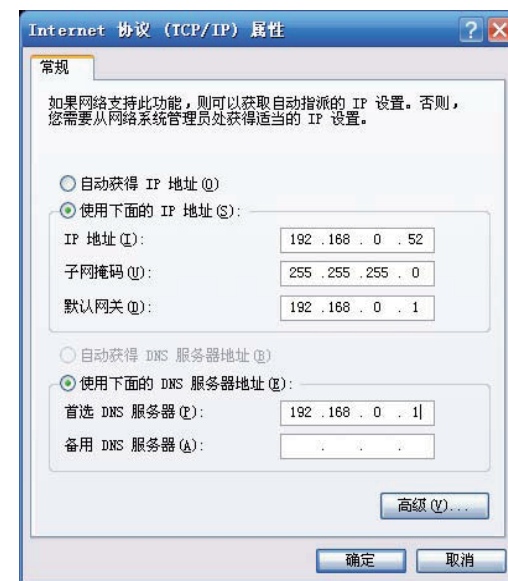 Internet 协议 (TCP/IP) 属性
常规
如果网络支持此功能，则可以获取自动指派的 IP 设置。否则，
您需要从网络系统管理员处获得适当的 IP 设置。
自动获得 IP 地址(O)
使用下面的 IP 地址(S):
IP 地址(I): 192 .168 . 0 . 52
子网掩码(U): 255 .255 .255 . 0
默认网关(D): 192 .168 . 0 . 1
自动获得 DNS 服务器地址(B)
使用下面的 DNS 服务器地址(E):
首选 DNS 服务器(P): 192 .168 . 0 . 1
备用 DNS 服务器(A): . . .
高级(V)...
确定 取消